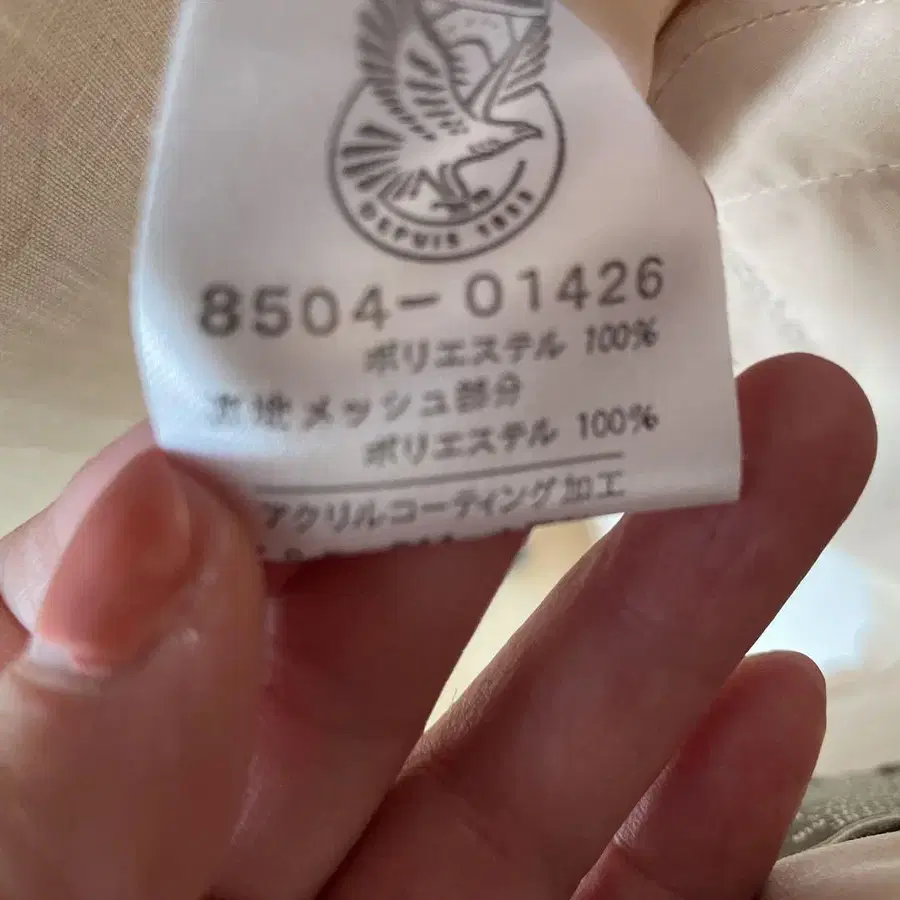 DEPUIS 1853
8504-01426
ポリエステル 100%
地メッシュ部分
ポリエステル 100%
アクリルコーティング加工